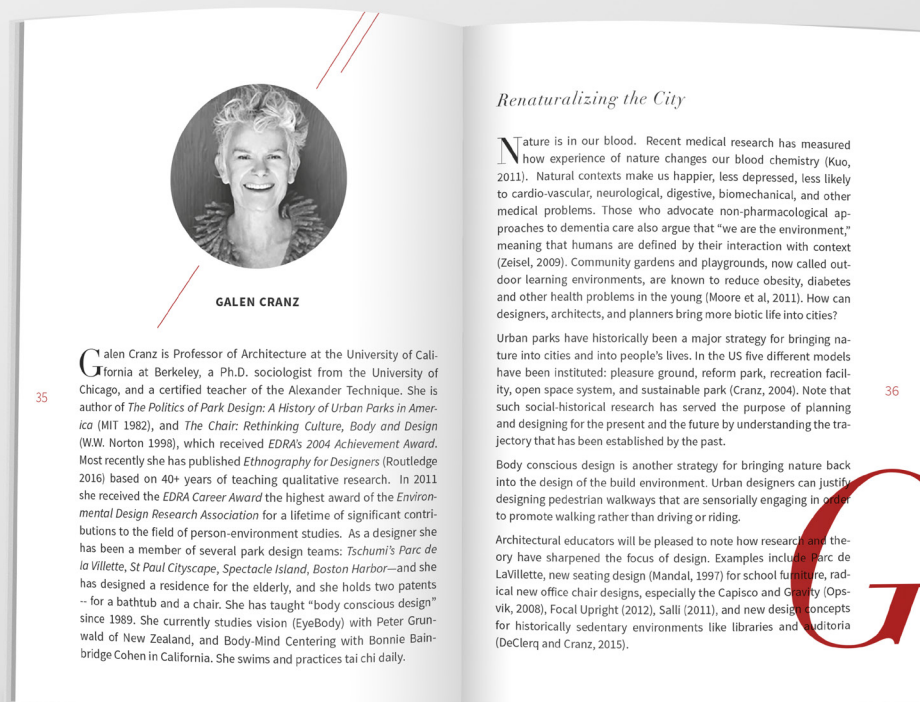 GALEN CRANZ
Galen Cranz is Professor of Architecture at the University of Cali-
fornia at Berkeley, a Ph.D. sociologist from the University of
Chicago, and a certified teacher of the Alexander Technique. She is
author of The Politics of Park Design: A History of Urban Parks in Amer-
ica (MIT 1982), and The Chair: Rethinking Culture, Body and Design
(W.W. Norton 1998), which received EDRA's 2004 Achievement Award.
Most recently she has published Ethnography for Designers (Routledge
2016) based on 40+ years of teaching qualitative research. In 2011
she received the EDRA Career Award the highest award of the Environ-
mental Design Research Association for a lifetime of significant contri-
butions to the field of person-environment studies. As a designer she
has been a member of several park design teams: Tschumi's Parc de
la Villette, St Paul Cityscape, Spectacle Island, Boston Harbor—and she
has designed a residence for the elderly, and she holds two patents
-- for a bathtub and a chair. She has taught “body conscious design”
since 1989. She currently studies vision (EyeBody) with Peter Grun-
wald of New Zealand, and Body-Mind Centering with Bonnie Bain-
bridge Cohen in California. She swims and practices tai chi daily.
35
Renaturalizing the City
Nature is in our blood. Recent medical research has measured
how experience of nature changes our blood chemistry (Kuo,
2011). Natural contexts make us happier, less depressed, less likely
to cardio-vascular, neurological, digestive, biomechanical, and other
medical problems. Those who advocate non-pharmacological ap-
proaches to dementia care also argue that “we are the environment,”
meaning that humans are defined by their interaction with context
(Zeisel, 2009). Community gardens and playgrounds, now called out-
door learning environments, are known to reduce obesity, diabetes
and other health problems in the young (Moore et al, 2011). How can
designers, architects, and planners bring more biotic life into cities?
Urban parks have historically been a major strategy for bringing na-
ture into cities and into people's lives. In the US five different models
have been instituted: pleasure ground, reform park, recreation facil-
ity, open space system, and sustainable park (Cranz, 2004). Note that
such social-historical research has served the purpose of planning
and designing for the present and the future by understanding the tra-
jectory that has been established by the past.
Body conscious design is another strategy for bringing nature back
into the design of the build environment. Urban designers can justify
designing pedestrian walkways that are sensorially engaging in order
to promote walking rather than driving or riding.
Architectural educators will be pleased to note how research and the-
ory have sharpened the focus of design. Examples include Parc de
LaVillette, new seating design (Mandal, 1997) for school furniture, rad-
ical new office chair designs, especially the Capisco and Gravity (Ops-
vik, 2008), Focal Upright (2012), Salli (2011), and new design concepts
for historically sedentary environments like libraries and auditoria
(DeClerq and Cranz, 2015).
36
G